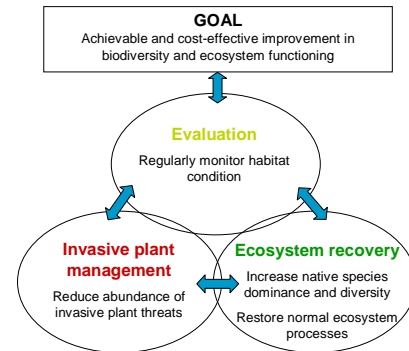 GOAL
Achievable and cost-effective improvement in
biodiversity and ecosystem functioning
Evaluation
Regularly monitor habitat
condition
Invasive plant
management
Reduce abundance of
invasive plant threats
Ecosystem recovery
Increase native species
dominance and diversity
Restore normal ecosystem
processes